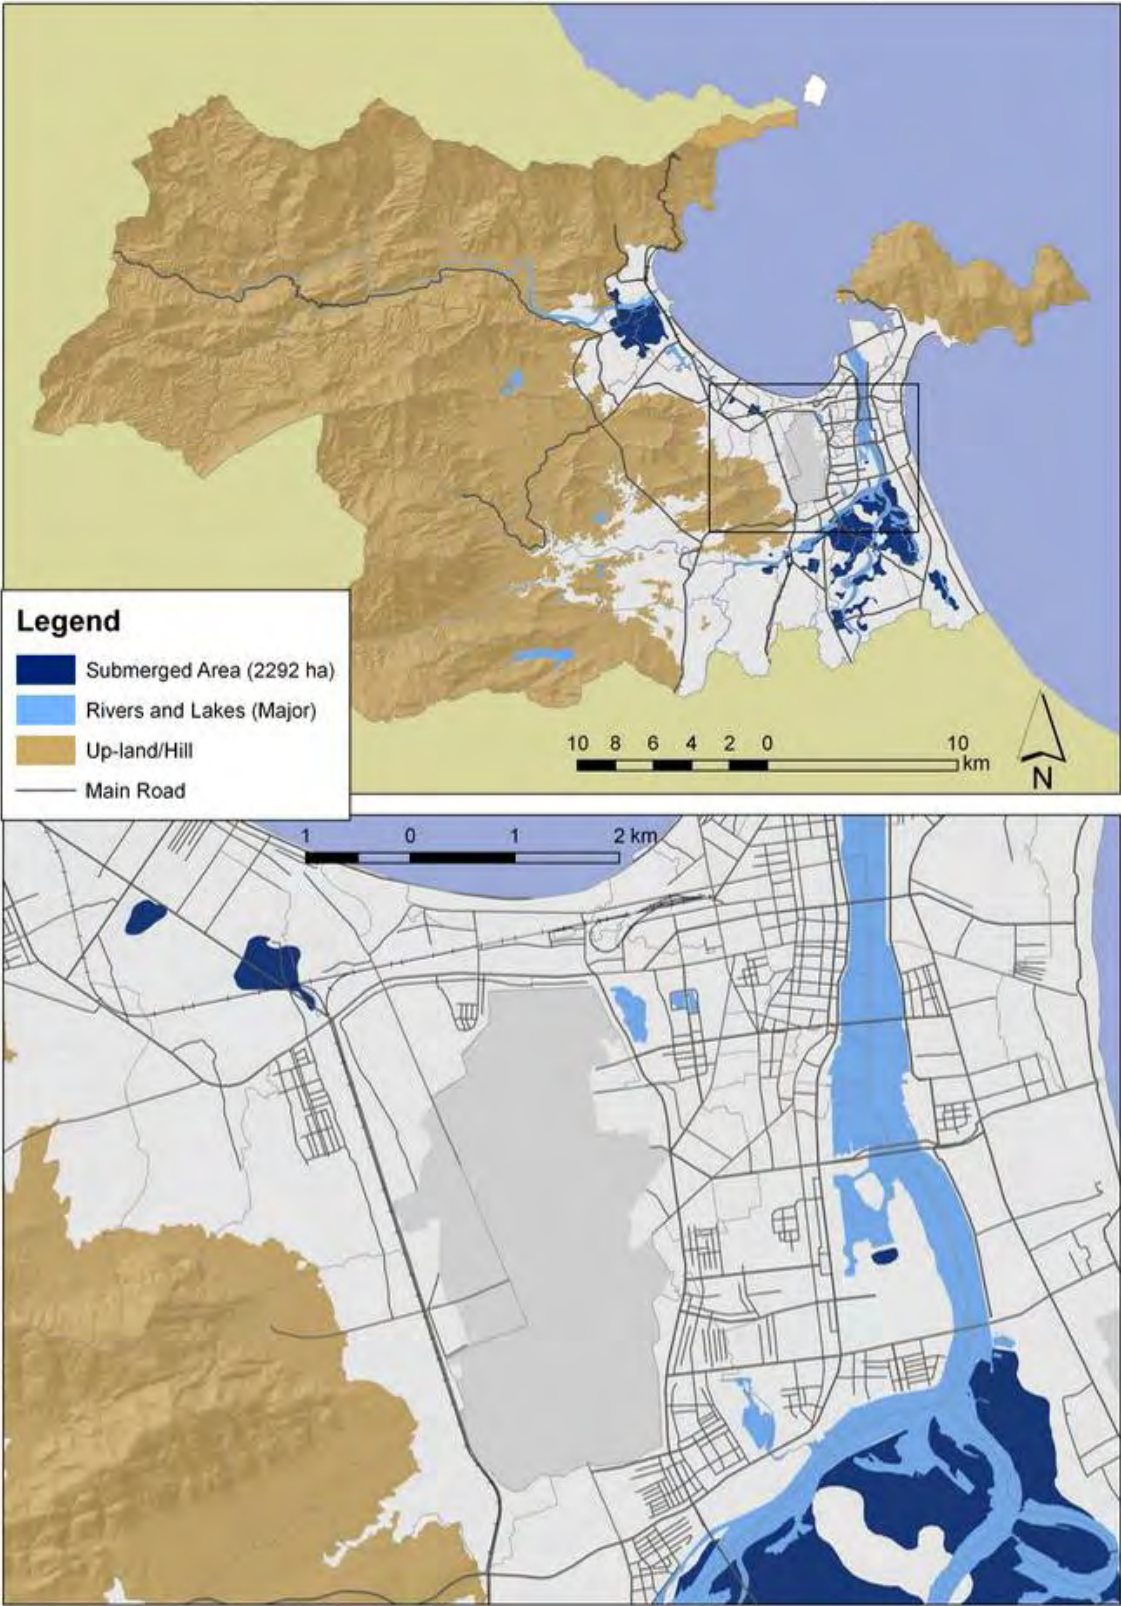 Legend
Submerged Area (2292 ha)
Rivers and Lakes (Major)
Up-land/Hill
Main Road
10 8 6 4 2 0 10
km
N
1 0 1 2 km